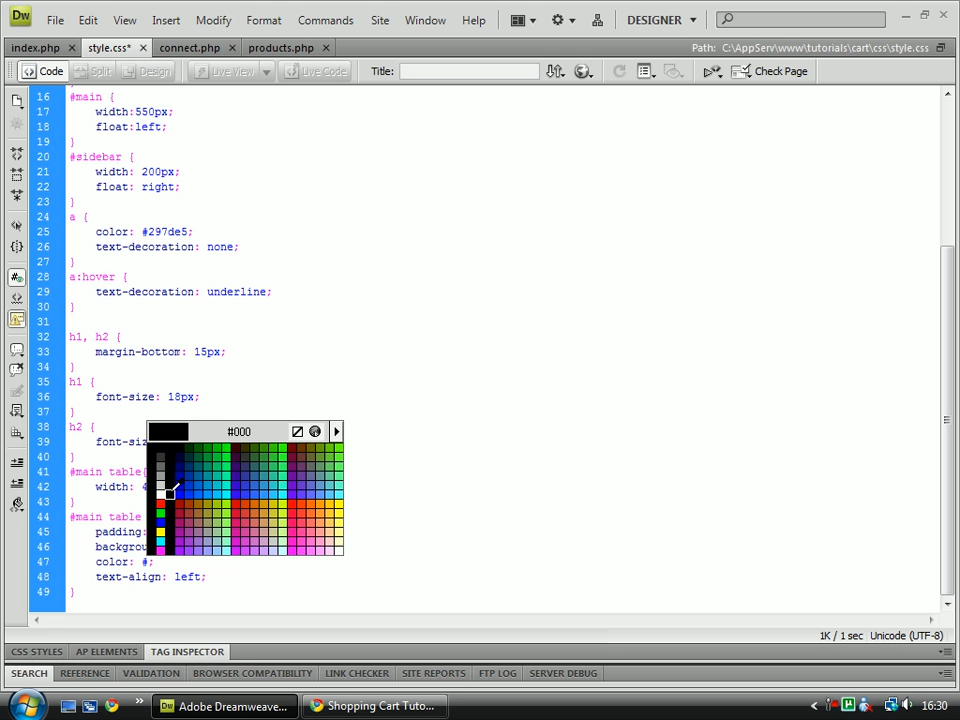 Dw File Edit View Insert Modify Format Commands Site Window Help DESIGNER
index.php style.css* connect.php products.php Path: C:\AppServ\www\tutorials\cart\css\style.css
Code Split Design Live View Live Code Title: Check Page
16 #main {
17 width:550px;
18 float:left;
19 }
20 #sidebar {
21 width: 200px;
22 float: right;
23 }
24 a {
25 color: #297de5;
26 text-decoration: none;
27 }
28 a:hover {
29 text-decoration: underline;
30 }
31
32 h1, h2 {
33 margin-bottom: 15px;
34 }
35 h1 {
36 font-size: 18px;
37 }
38 h2 {
#000
39 font-siz
40 }
41 #main table{
42 width: 4
43 }
44 #main table
45 padding:
46 backgrou
47 color: #;
48 text-align: left;
49 }
1K / 1 sec Unicode (UTF-8)
CSS STYLES AP ELEMENTS TAG INSPECTOR
SEARCH REFERENCE VALIDATION BROWSER COMPATIBILITY LINK CHECKER SITE REPORTS FTP LOG SERVER DEBUG
Dw Adobe Dreamweave... Shopping Cart Tuto... 16:30